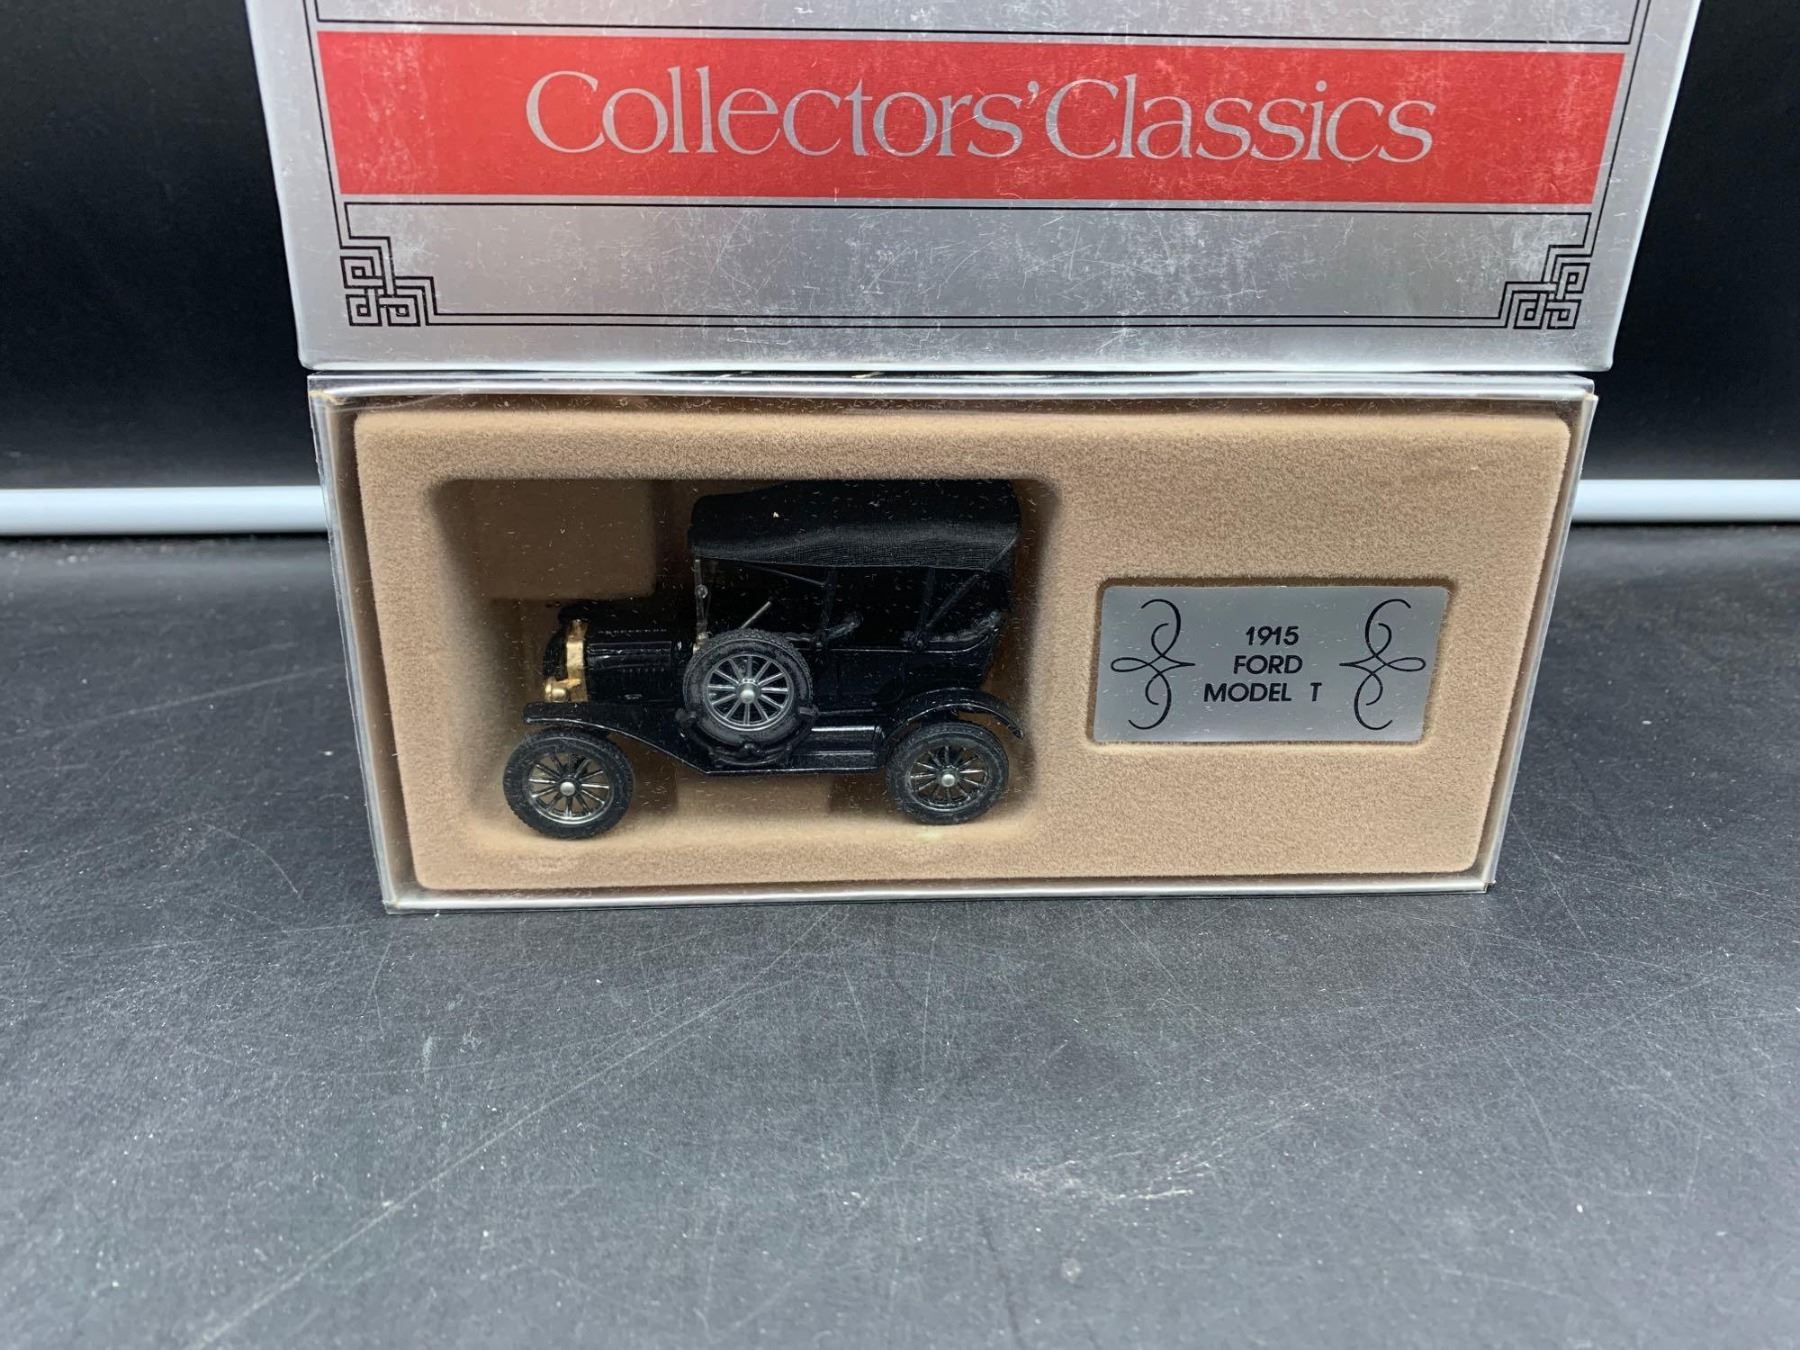 Collectors' Classics
1915
FORD
MODEL T